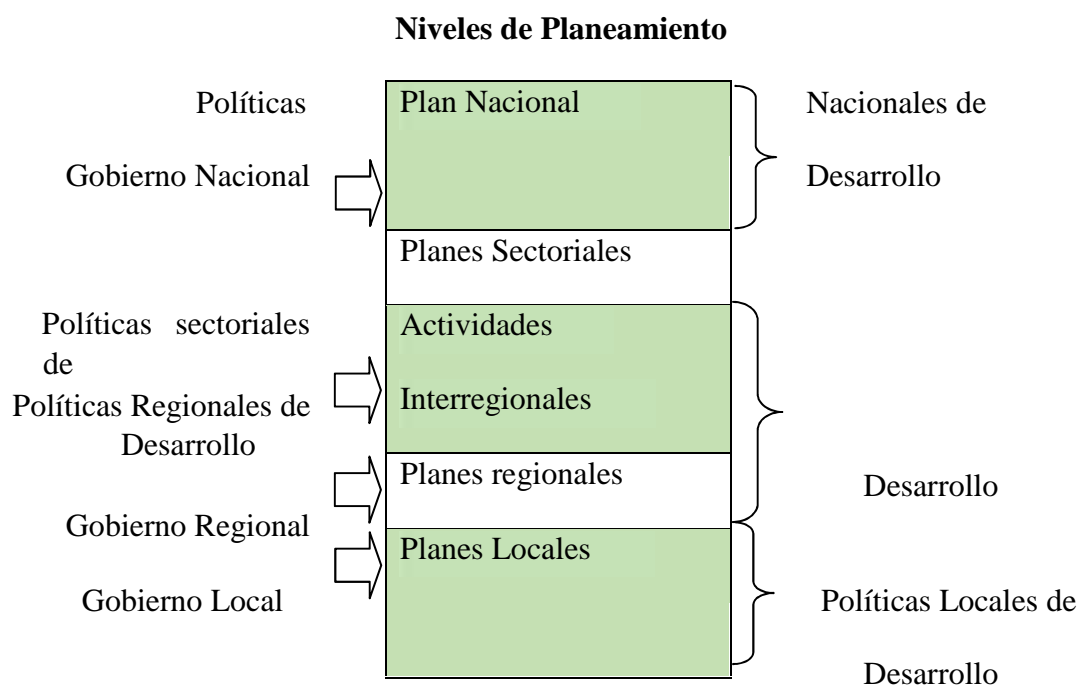 Niveles de Planeamiento
Políticas Plan Nacional Nacionales de
Gobierno Nacional Desarrollo
Planes Sectoriales
Políticas sectoriales Actividades
de
Políticas Regionales de Interregionales
Desarrollo
Planes regionales Desarrollo
Gobierno Regional
Planes Locales
Gobierno Local Políticas Locales de
Desarrollo